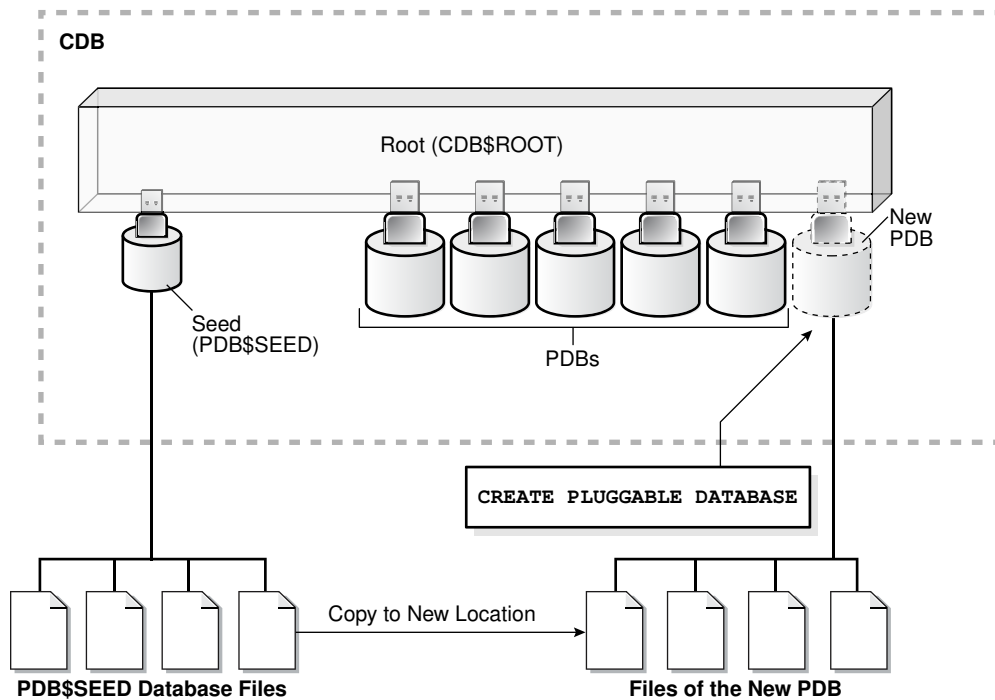 CDB
Root (CDB$ROOT)
New
PDB
Seed
(PDB$SEED)
PDBs
CREATE PLUGGABLE DATABASE
Copy to New Location
PDB$SEED Database Files
Files of the New PDB